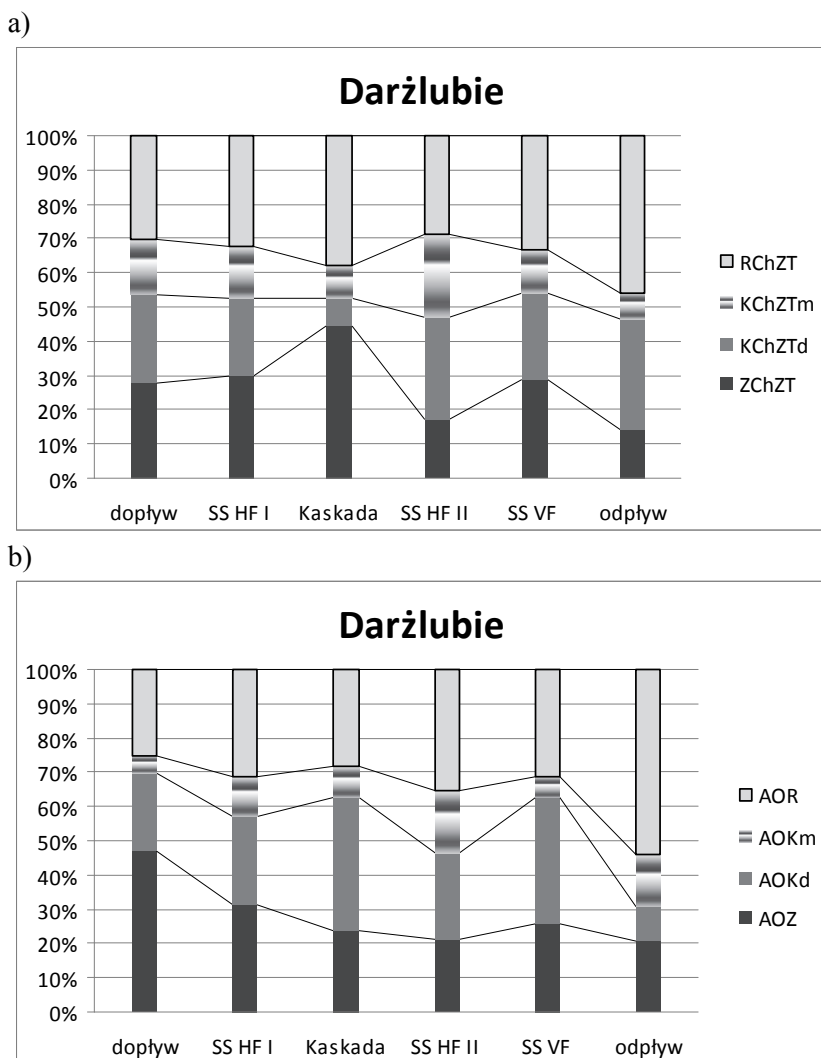 a)
Darżlubie
100%
90%
80%
70%
60%
50%
40%
30%
20%
10%
0%
dopływ SS HF I Kaskada SS HF II SS VF odpływ
RChZT
KChZTm
KChZTd
ZChZT
b)
Darżlubie
100%
90%
80%
70%
60%
50%
40%
30%
20%
10%
0%
dopływ SS HF I Kaskada SS HF II SS VF odpływ
AOR
AOKm
AOKd
AOZ